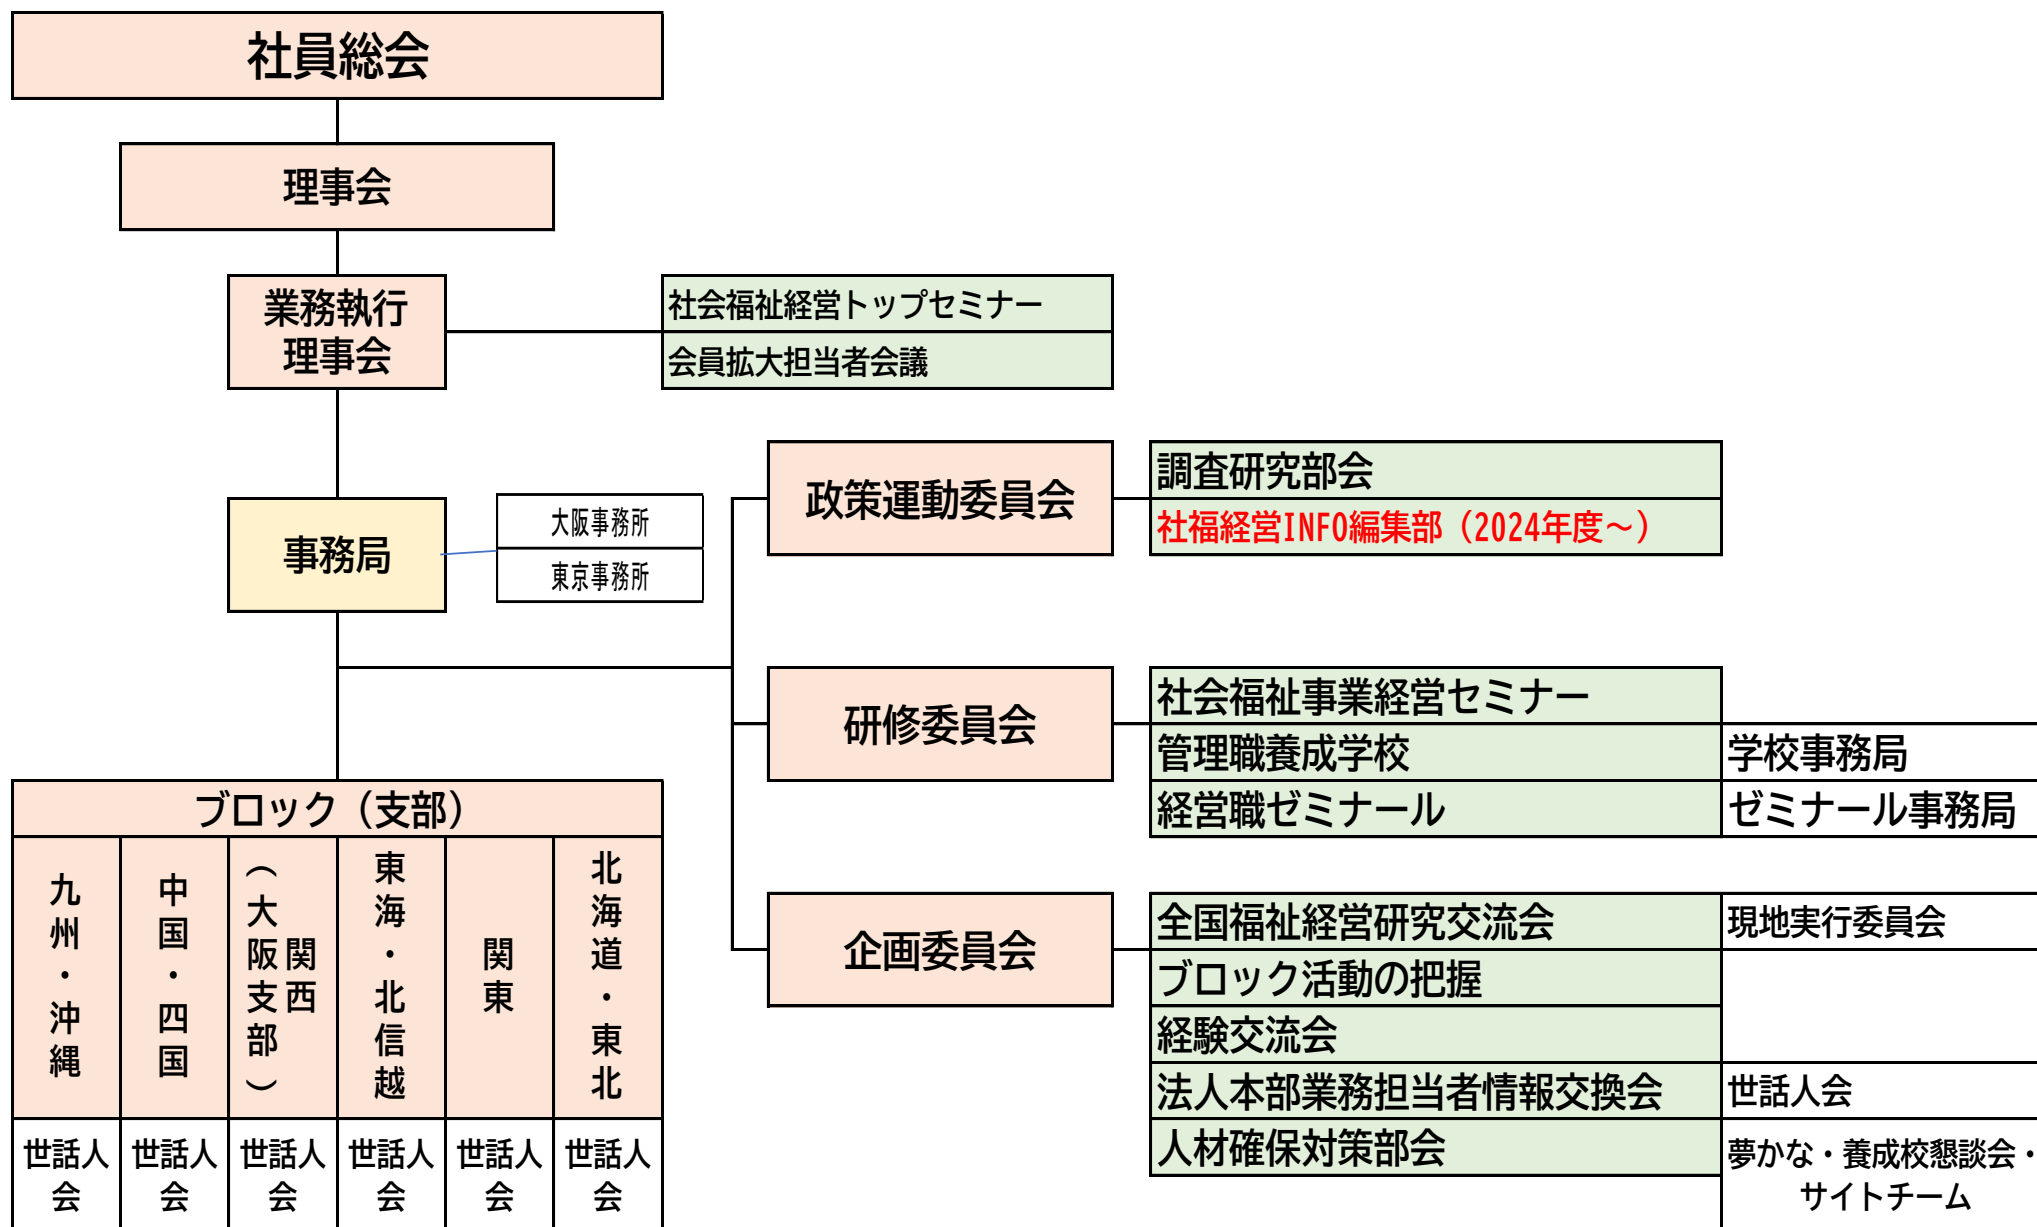 社員総会
理事会
業務執行
理事会
社会福祉経営トップセミナー
会員拡大担当者会議
事務局
大阪事務所
東京事務所
政策運動委員会
調査研究部会
社福経営INFO編集部（2024年度～）
研修委員会
社会福祉事業経営セミナー
管理職養成学校
学校事務局
経営職ゼミナール
ゼミナール事務局
企画委員会
全国福祉経営研究交流会
現地実行委員会
ブロック活動の把握
経験交流会
法人本部業務担当者情報交換会
世話人会
人材確保対策部会
夢かな・養成校懇談会・
サイトチーム
ブロック（支部）
九州・沖縄
中国・四国
関西
（大阪支部）
東海・北信越
関東
北海道・東北
世話人
会
世話人
会
世話人
会
世話人
会
世話人
会
世話人
会